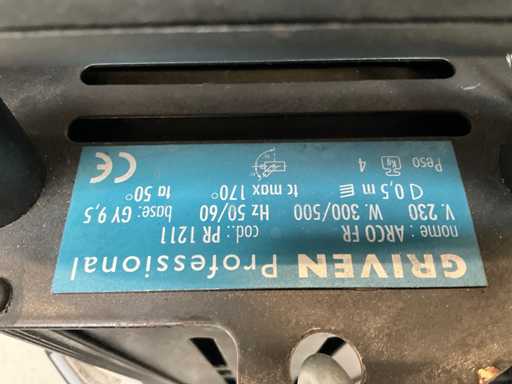 GRIVEN Professional
nome : ARCO FR cod.: PR 1211
V. 230 W. 300/500 Hz 50/60 base: GY 9,5
0,5 m tc max 170° ta 50°
Peso Kg 4 CE